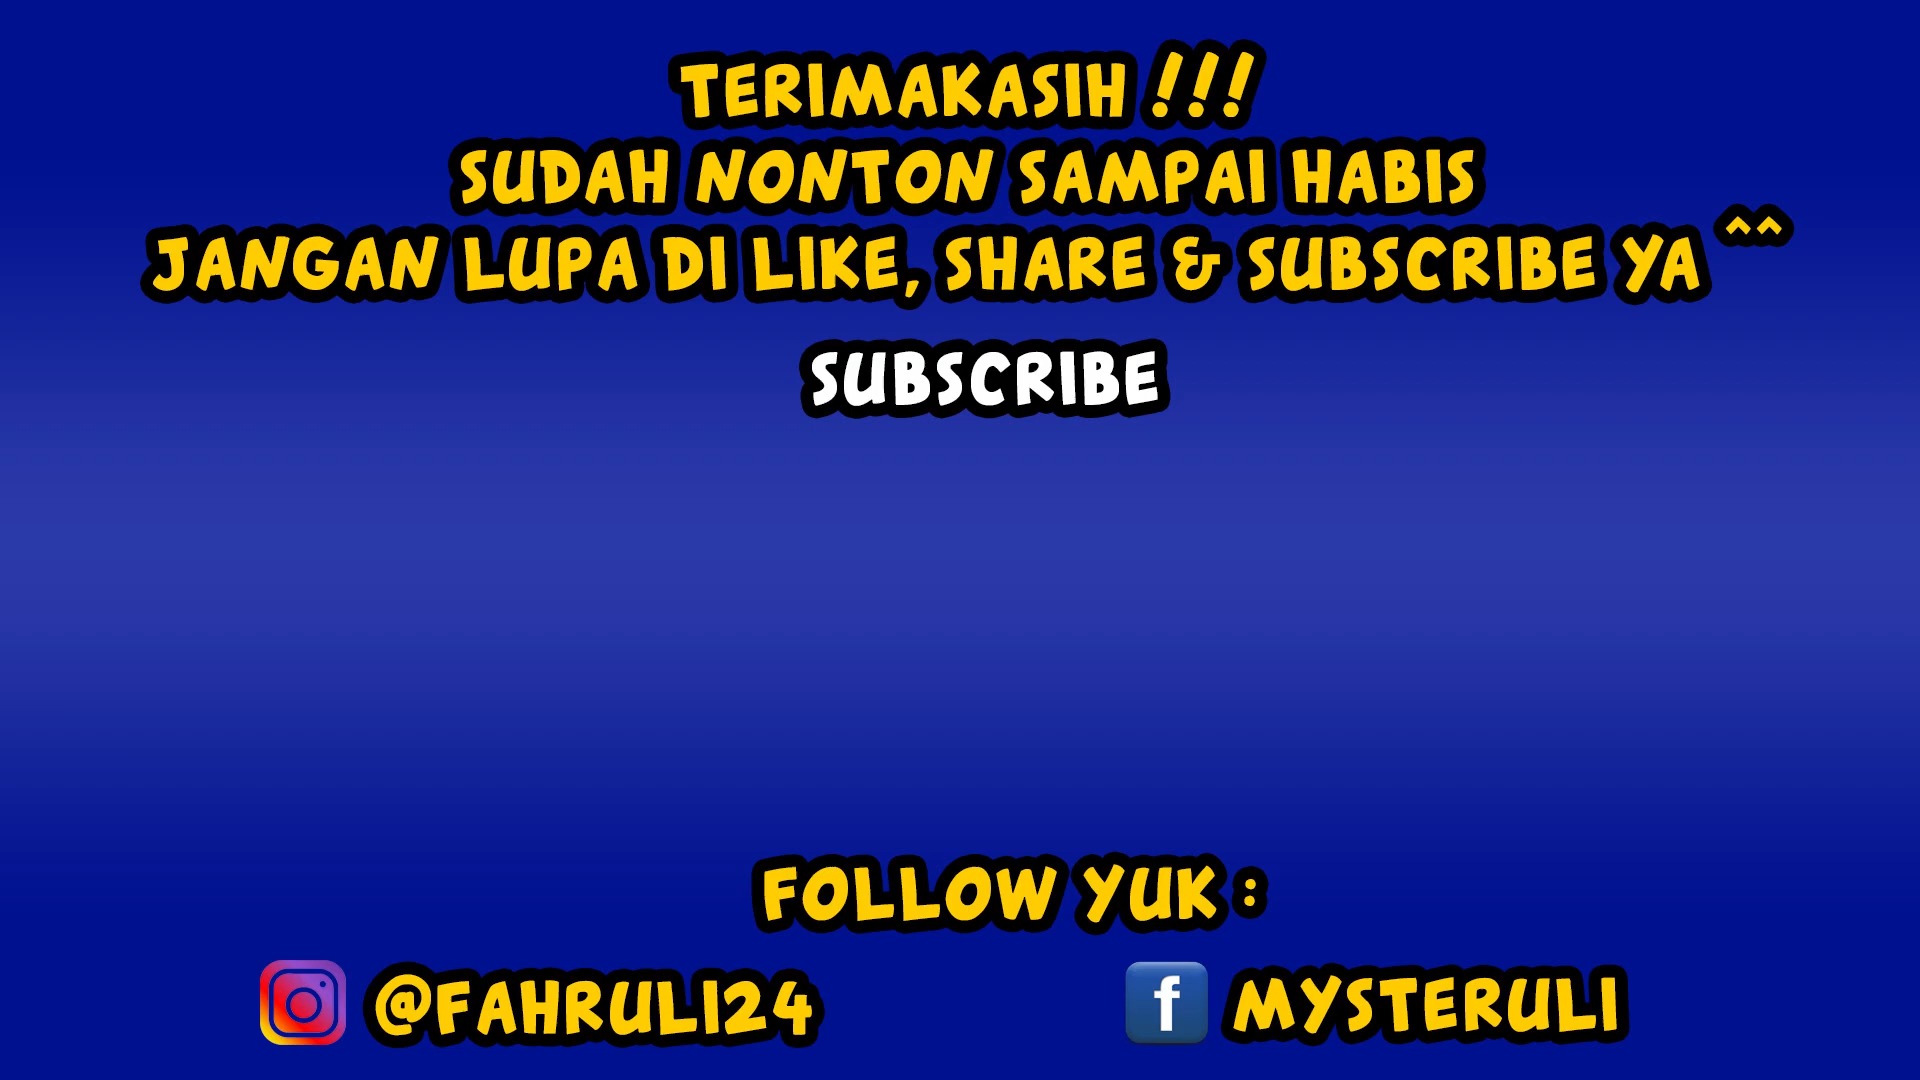 TERIMAKASIH !!!
SUDAH NONTON SAMPAI HABIS
JANGAN LUPA DI LIKE, SHARE & SUBSCRIBE YA ^^
SUBSCRIBE
FOLLOW YUK :
@FAHRULI24
f MYSTERULI